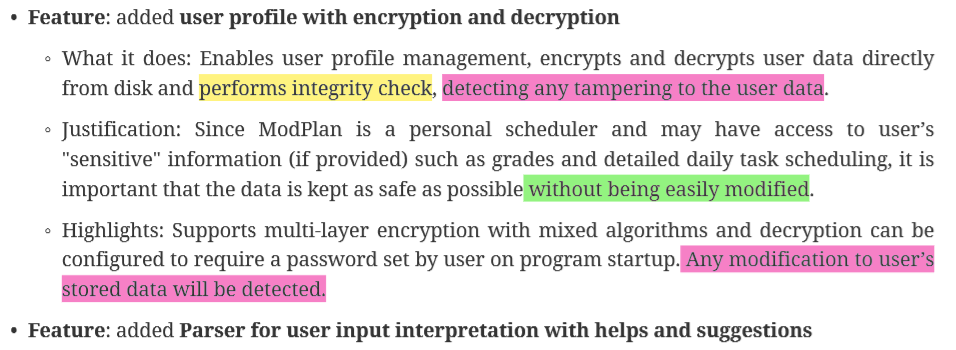 • Feature: added user profile with encryption and decryption
◦ What it does: Enables user profile management, encrypts and decrypts user data directly
from disk and performs integrity check, detecting any tampering to the user data.
◦ Justification: Since ModPlan is a personal scheduler and may have access to user’s
"sensitive" information (if provided) such as grades and detailed daily task scheduling, it is
important that the data is kept as safe as possible without being easily modified.
◦ Highlights: Supports multi-layer encryption with mixed algorithms and decryption can be
configured to require a password set by user on program startup. Any modification to user’s
stored data will be detected.
• Feature: added Parser for user input interpretation with helps and suggestions